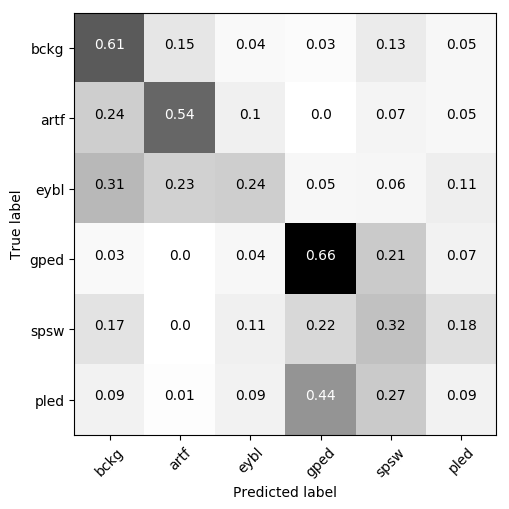 bckg 0.61 0.15 0.04 0.03 0.13 0.05
artf 0.24 0.54 0.1 0.0 0.07 0.05
eybl 0.31 0.23 0.24 0.05 0.06 0.11
gped 0.03 0.0 0.04 0.66 0.21 0.07
spsw 0.17 0.0 0.11 0.22 0.32 0.18
pled 0.09 0.01 0.09 0.44 0.27 0.09
True label
bckg artf eybl gped spsw pled
Predicted label